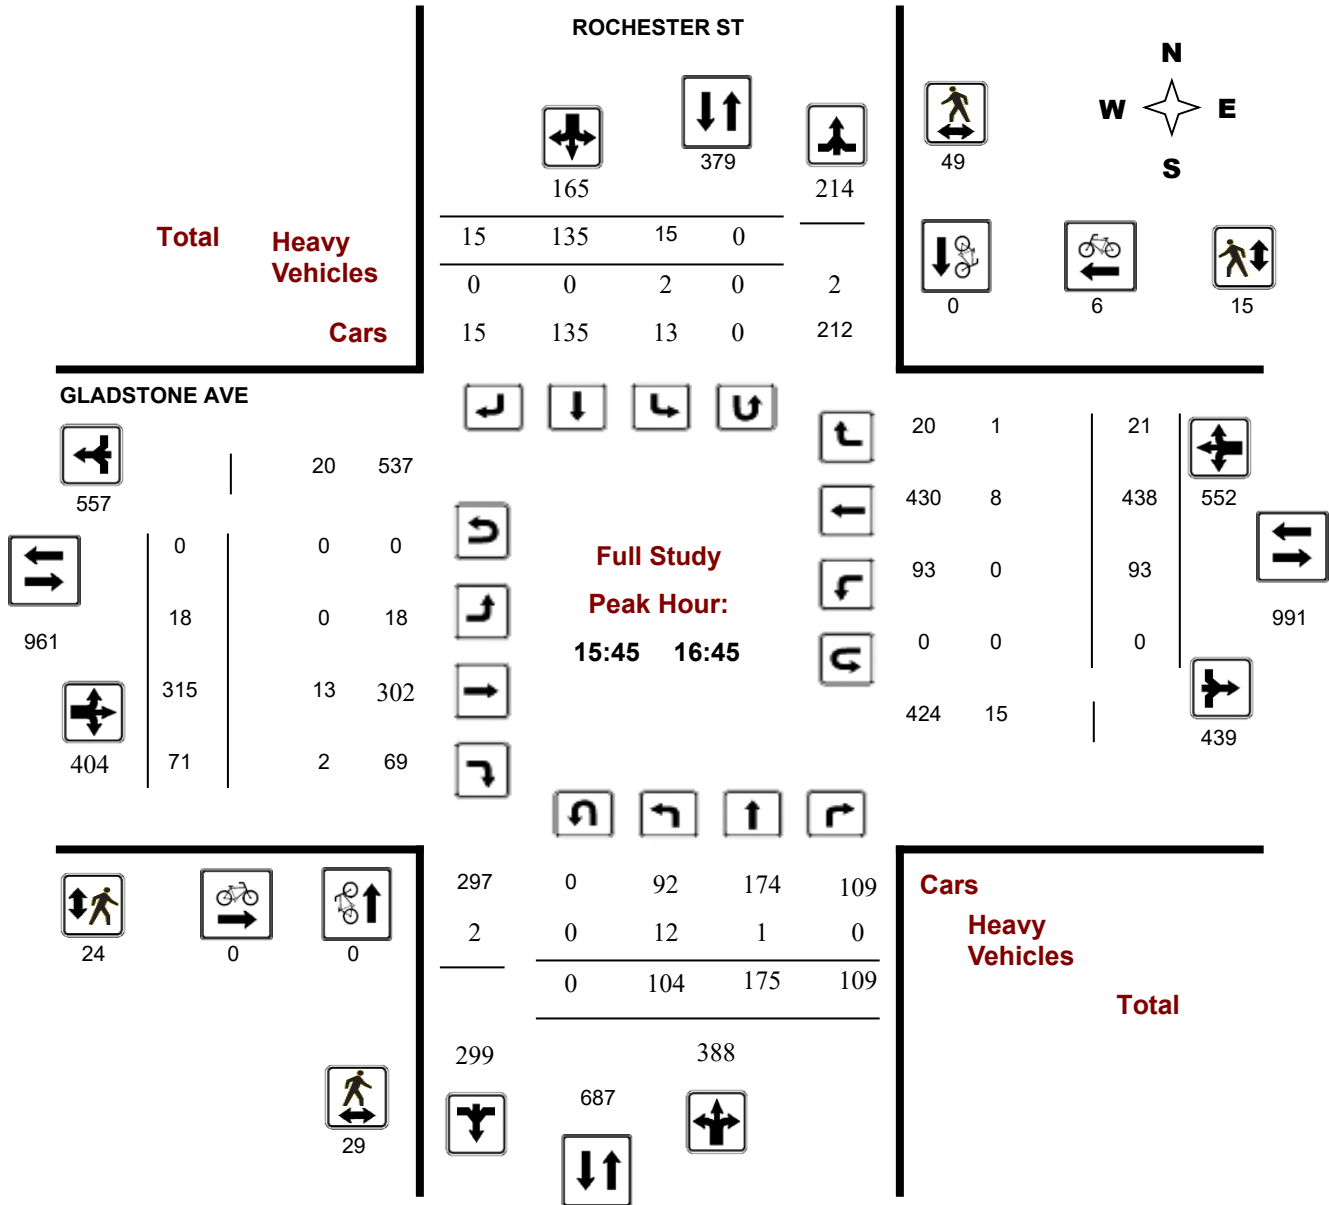 ROCHESTER ST
N
W E
S
379
49
165 214
Total Heavy Vehicles 15 135 15 0
0 0 2 0 2
0 6 15
Cars 15 135 13 0 212
GLADSTONE AVE
20 1 21
20 537
557
430 8 438 552
0 0 0
Full Study
93 0 93
Peak Hour:
18 0 18
991
961
15:45 16:45
0 0 0
315 13 302
424 15
439
404 71 2 69
297 0 92 174 109 Cars
2 0 12 1 0 Heavy Vehicles
24 0 0
0 104 175 109
Total
299 388
687
29